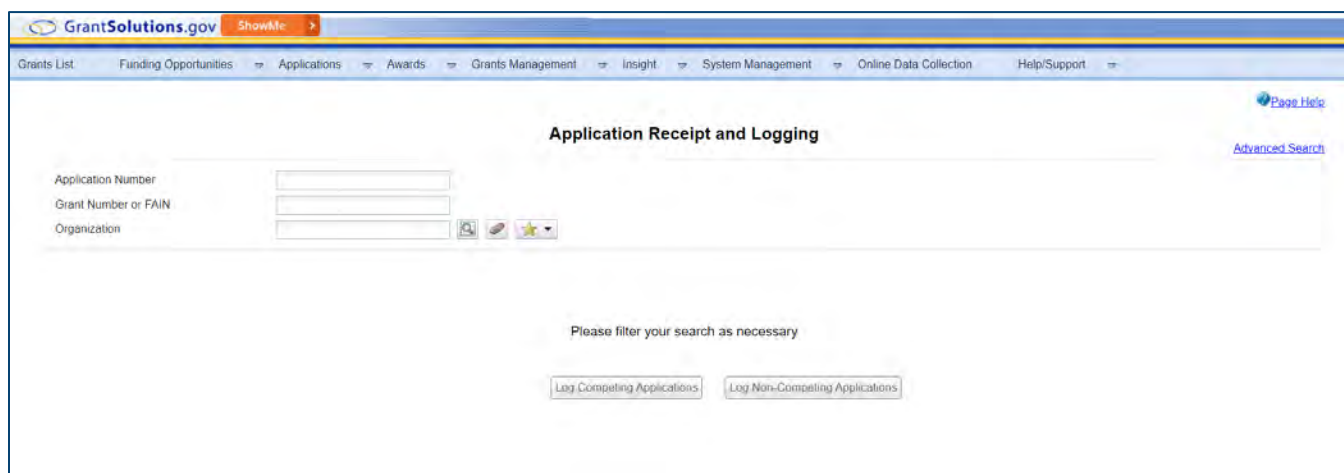 GrantSolutions.gov ShowMe >
Grants List Funding Opportunities Applications Awards Grants Management Insight System Management Online Data Collection Help/Support
Page Help
Application Receipt and Logging
Advanced Search
Application Number
Grant Number or FAIN
Organization
Please filter your search as necessary
Log Competing Applications Log Non-Competing Applications